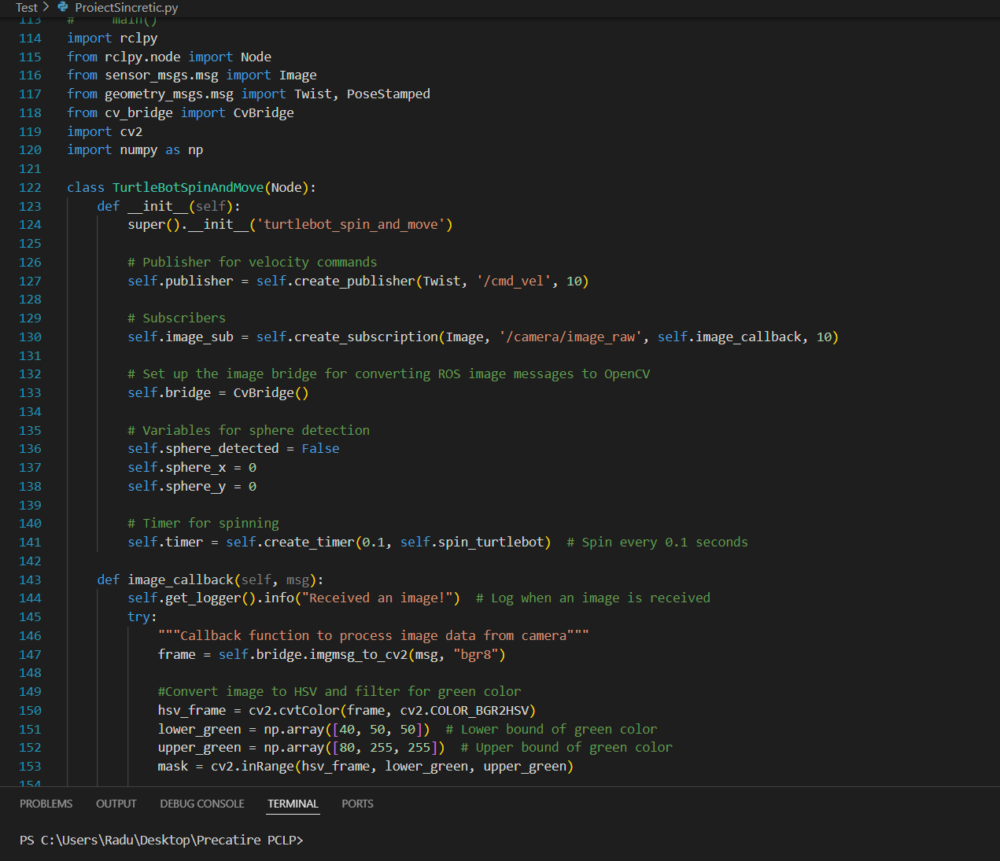 Test > ProiectSincretic.py
113 #     main()
114 import rclpy
115 from rclpy.node import Node
116 from sensor_msgs.msg import Image
117 from geometry_msgs.msg import Twist, PoseStamped
118 from cv_bridge import CvBridge
119 import cv2
120 import numpy as np
121
122 class TurtleBotSpinAndMove(Node):
123     def __init__(self):
124         super().__init__('turtlebot_spin_and_move')
125
126         # Publisher for velocity commands
127         self.publisher = self.create_publisher(Twist, '/cmd_vel', 10)
128
129         # Subscribers
130         self.image_sub = self.create_subscription(Image, '/camera/image_raw', self.image_callback, 10)
131
132         # Set up the image bridge for converting ROS image messages to OpenCV
133         self.bridge = CvBridge()
134
135         # Variables for sphere detection
136         self.sphere_detected = False
137         self.sphere_x = 0
138         self.sphere_y = 0
139
140         # Timer for spinning
141         self.timer = self.create_timer(0.1, self.spin_turtlebot)  # Spin every 0.1 seconds
142
143     def image_callback(self, msg):
144         self.get_logger().info("Received an image!")  # Log when an image is received
145         try:
146             """Callback function to process image data from camera"""
147             frame = self.bridge.imgmsg_to_cv2(msg, "bgr8")
148
149             #Convert image to HSV and filter for green color
150             hsv_frame = cv2.cvtColor(frame, cv2.COLOR_BGR2HSV)
151             lower_green = np.array([40, 50, 50])  # Lower bound of green color
152             upper_green = np.array([80, 255, 255])  # Upper bound of green color
153             mask = cv2.inRange(hsv_frame, lower_green, upper_green)
154
PROBLEMS OUTPUT DEBUG CONSOLE TERMINAL PORTS
PS C:\Users\Radu\Desktop\Precatire PCLP>